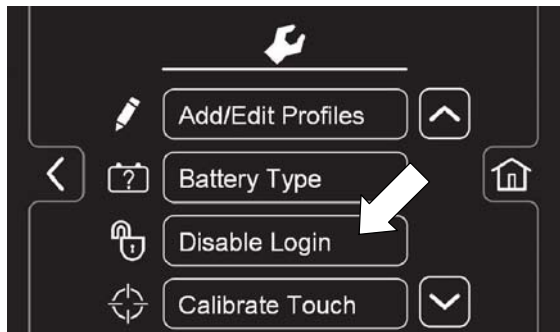 Add/Edit Profiles
Battery Type
Disable Login
Calibrate Touch